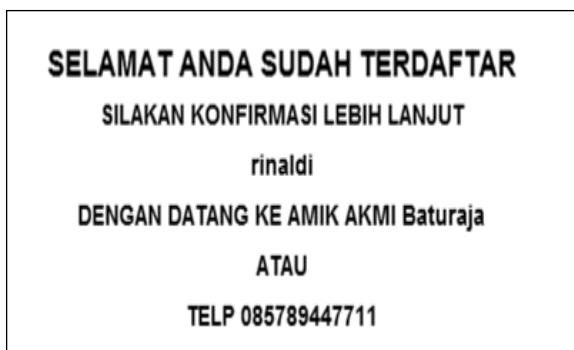 SELAMAT ANDA SUDAH TERDAFTAR
SILAKAN KONFIRMASI LEBIH LANJUT
rinaldi
DENGAN DATANG KE AMIK AKMI Baturaja
ATAU
TELP 085789447711